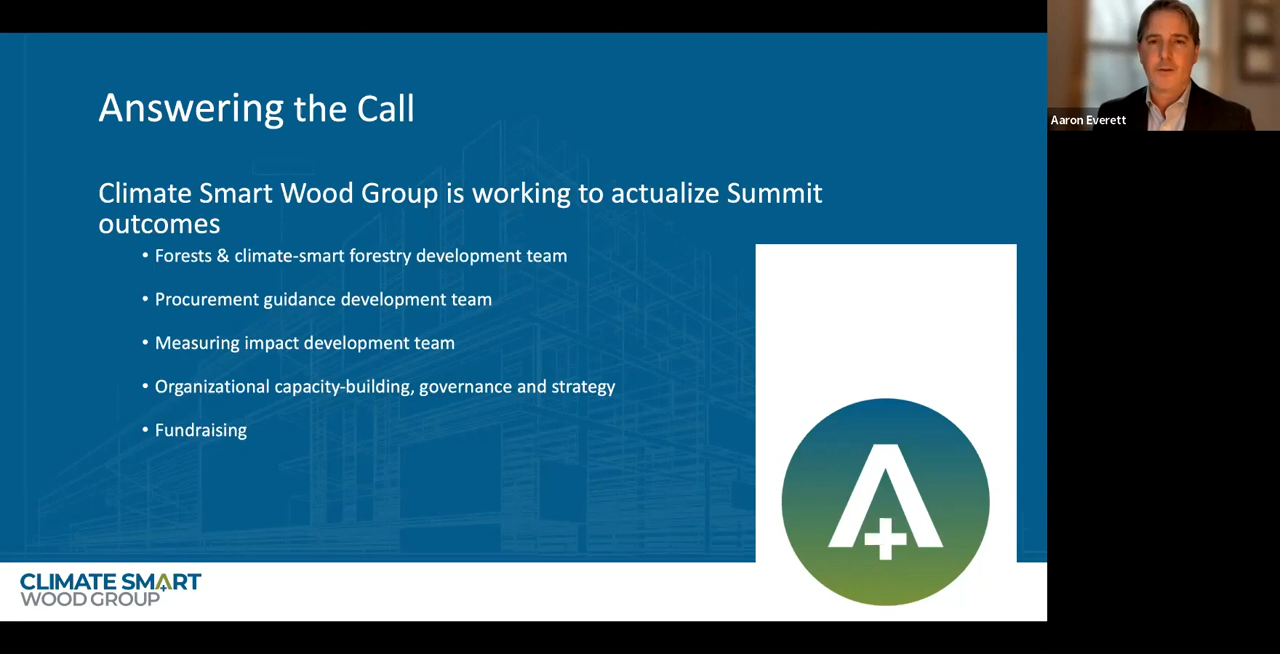 Answering the Call
Climate Smart Wood Group is working to actualize Summit
outcomes
• Forests & climate-smart forestry development team
• Procurement guidance development team
• Measuring impact development team
• Organizational capacity-building, governance and strategy
• Fundraising
CLIMATE SMART
WOOD GROUP
A+
Aaron Everett